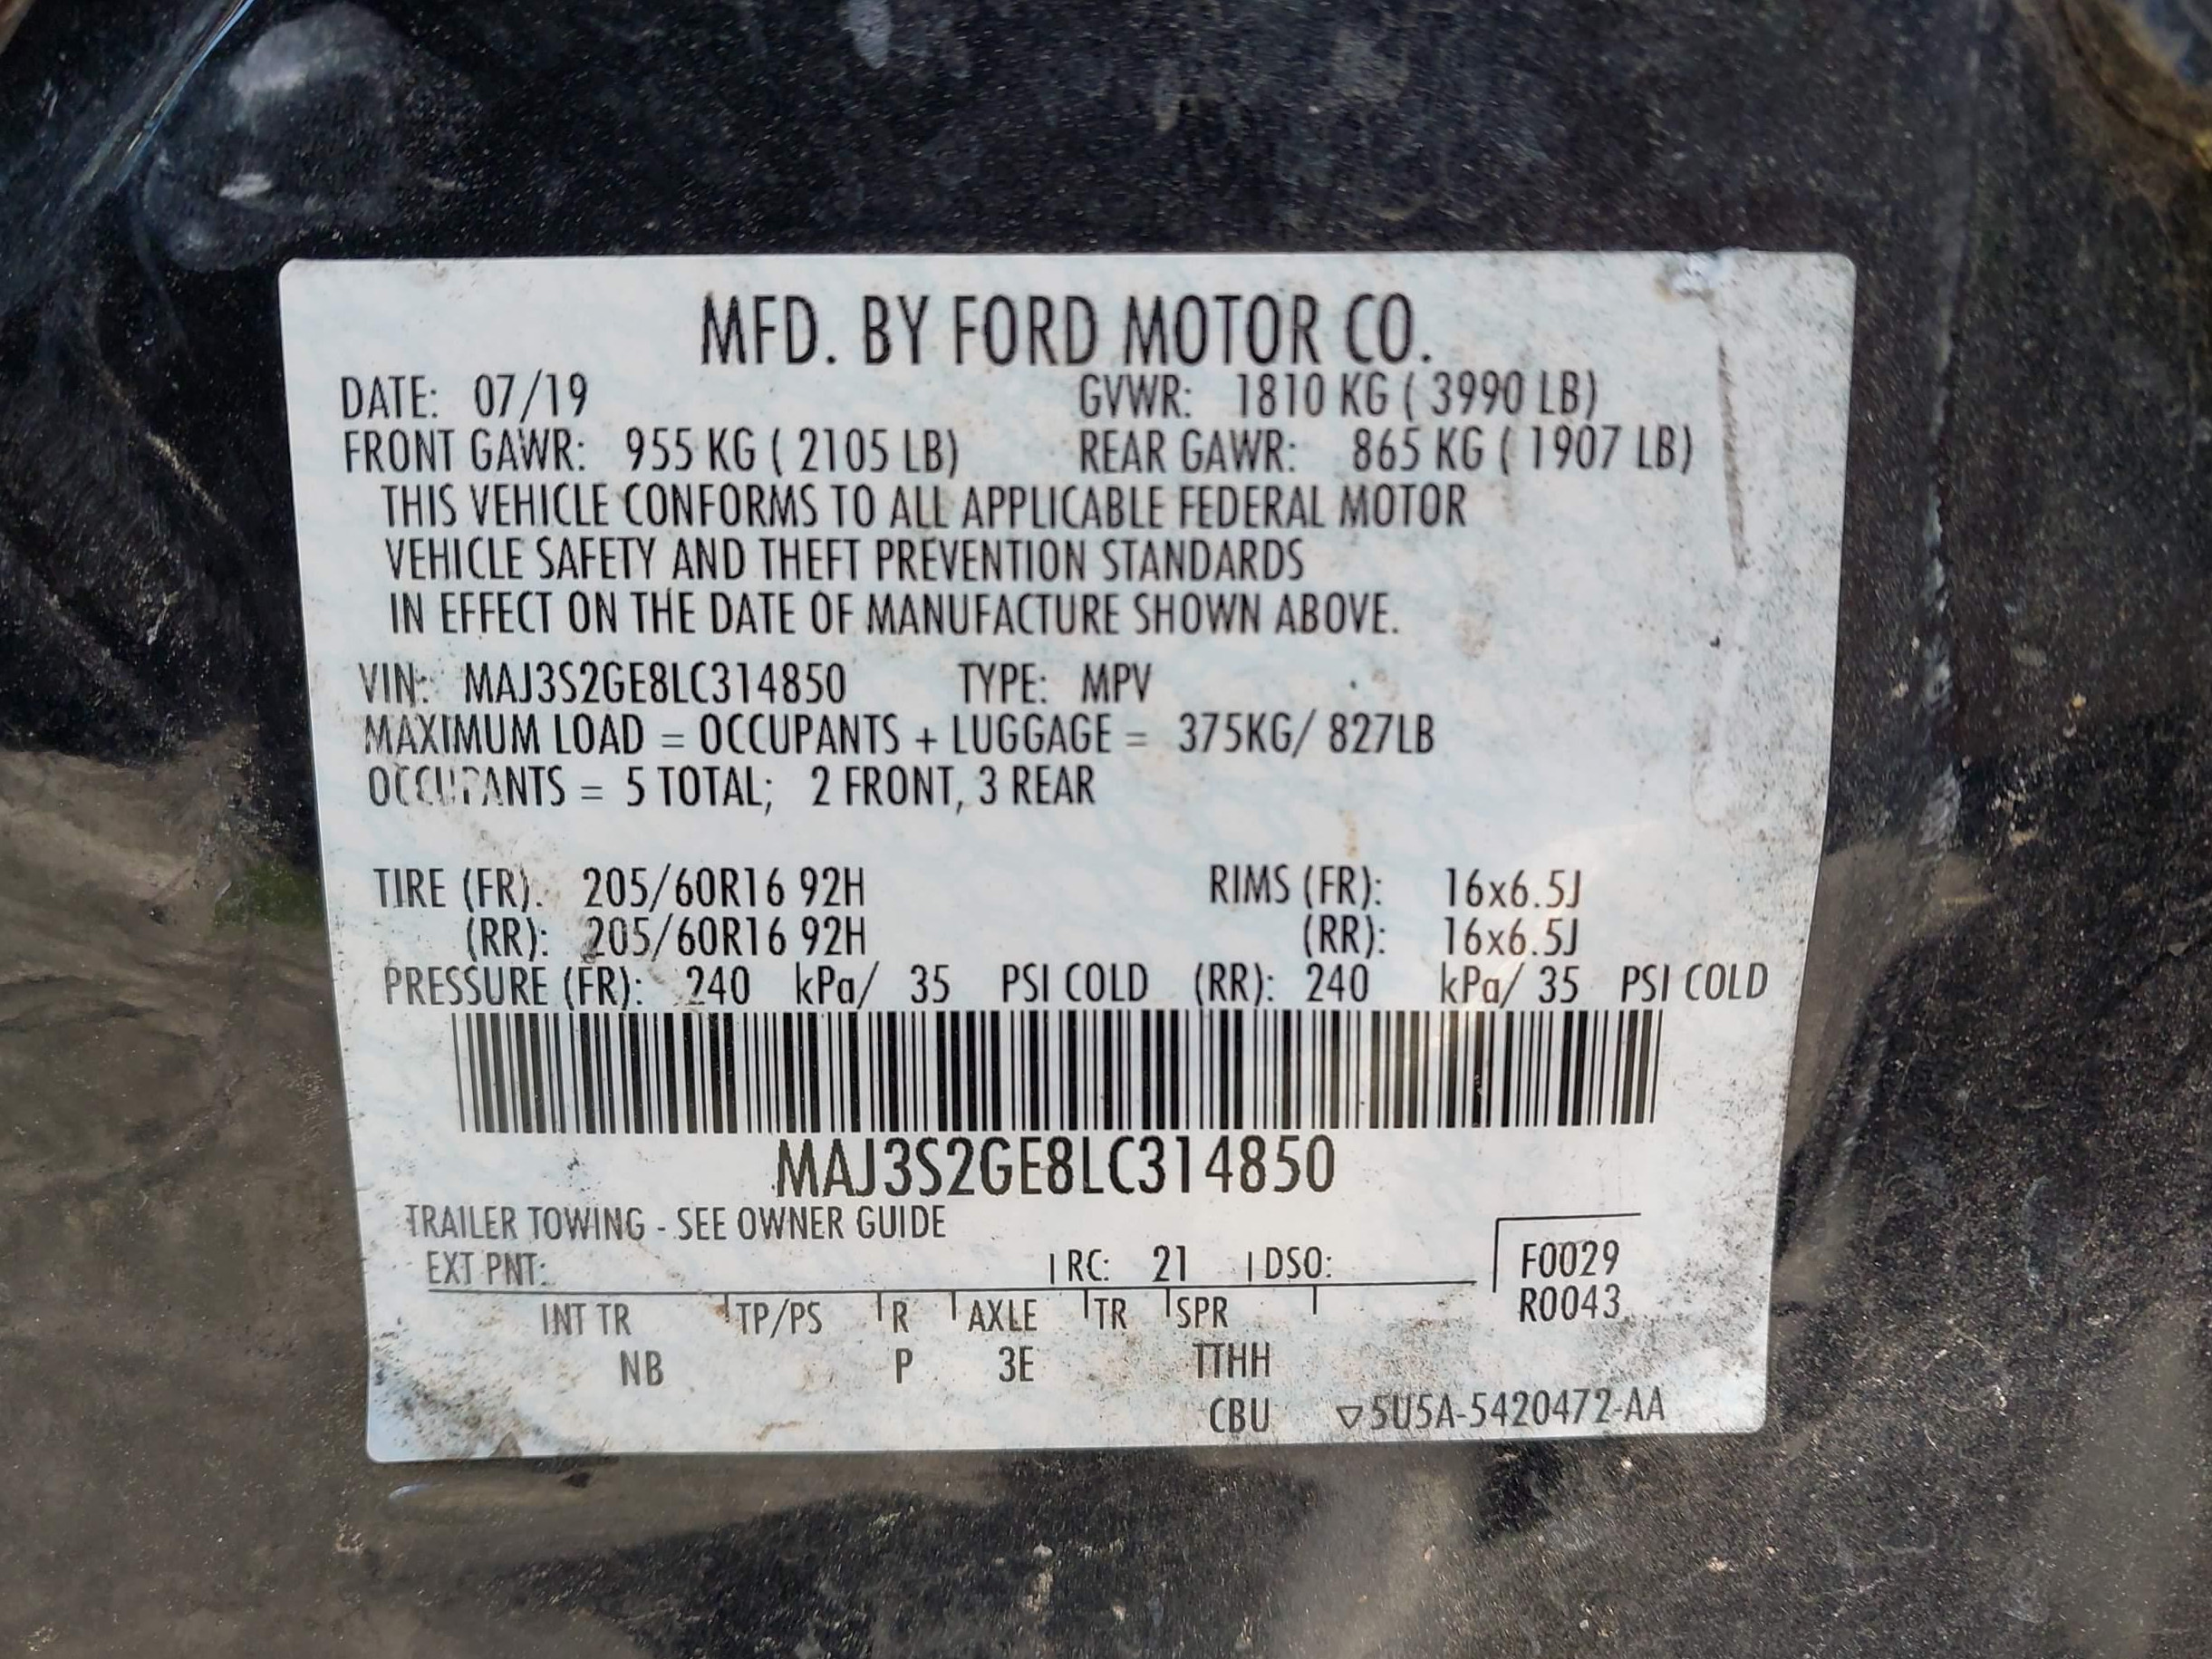 MFD. BY FORD MOTOR CO.
DATE: 07/19 GVWR: 1810 KG ( 3990 LB)
FRONT GAWR: 955 KG ( 2105 LB) REAR GAWR: 865 KG ( 1907 LB)
THIS VEHICLE CONFORMS TO ALL APPLICABLE FEDERAL MOTOR
VEHICLE SAFETY AND THEFT PREVENTION STANDARDS
IN EFFECT ON THE DATE OF MANUFACTURE SHOWN ABOVE.
VIN: MAJ3S2GE8LC314850 TYPE: MPV
MAXIMUM LOAD = OCCUPANTS + LUGGAGE = 375KG/ 827LB
OCCUPANTS = 5 TOTAL; 2 FRONT, 3 REAR
TIRE (FR): 205/60R16 92H RIMS (FR): 16x6.5J
(RR): 205/60R16 92H (RR): 16x6.5J
PRESSURE (FR): 240 kPa/ 35 PSI COLD (RR): 240 kPa/ 35 PSI COLD
MAJ3S2GE8LC314850
TRAILER TOWING - SEE OWNER GUIDE
EXT PNT: RC: 21 DSO: F0029
R0043
INT TR TP/PS R AXLE TR SPR
NB P 3E TTHH
CBU ▽5U5A-5420472-AA